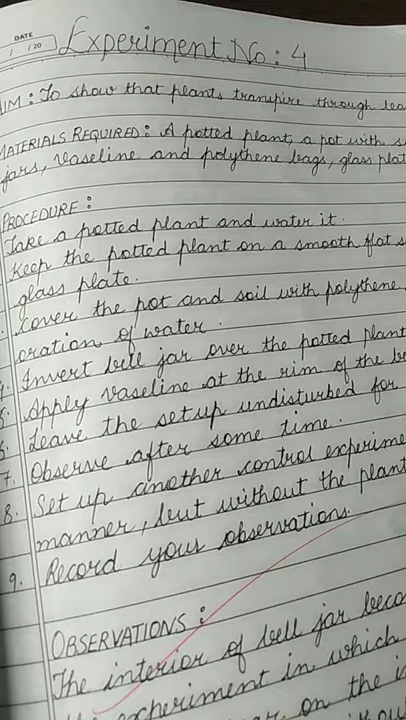 DATE
/ /20
Experiment No: 4
AIM: To show that plants transpire through
MATERIALS REQUIRED: A potted plant, a pot with
jars, vaseline and polythene bags, glass
PROCEDURE:
Take a potted plant and water it.
Keep the potted plant on a smooth flat
glass plate.
Cover the pot and soil with polythene
oration of water.
Invert bell jar over the potted plant
Apply vaseline at the rim of the
Leave the setup undisturbed for
7. Observe after some time.
8. Set up another control
manner, but without the plant
9. Record your observations.
OBSERVATIONS:
The interior of bell jar
experiment in which
on the